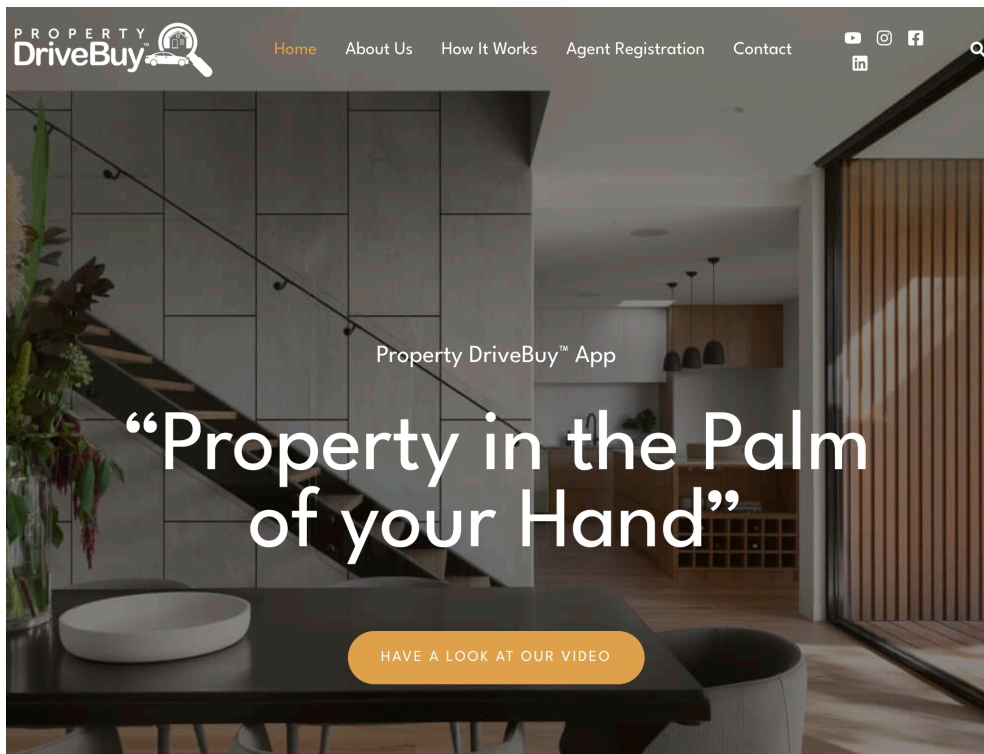 PROPERTY
DriveBuy™
Home About Us How It Works Agent Registration Contact
Property DriveBuy™ App
“Property in the Palm
of your Hand”
HAVE A LOOK AT OUR VIDEO